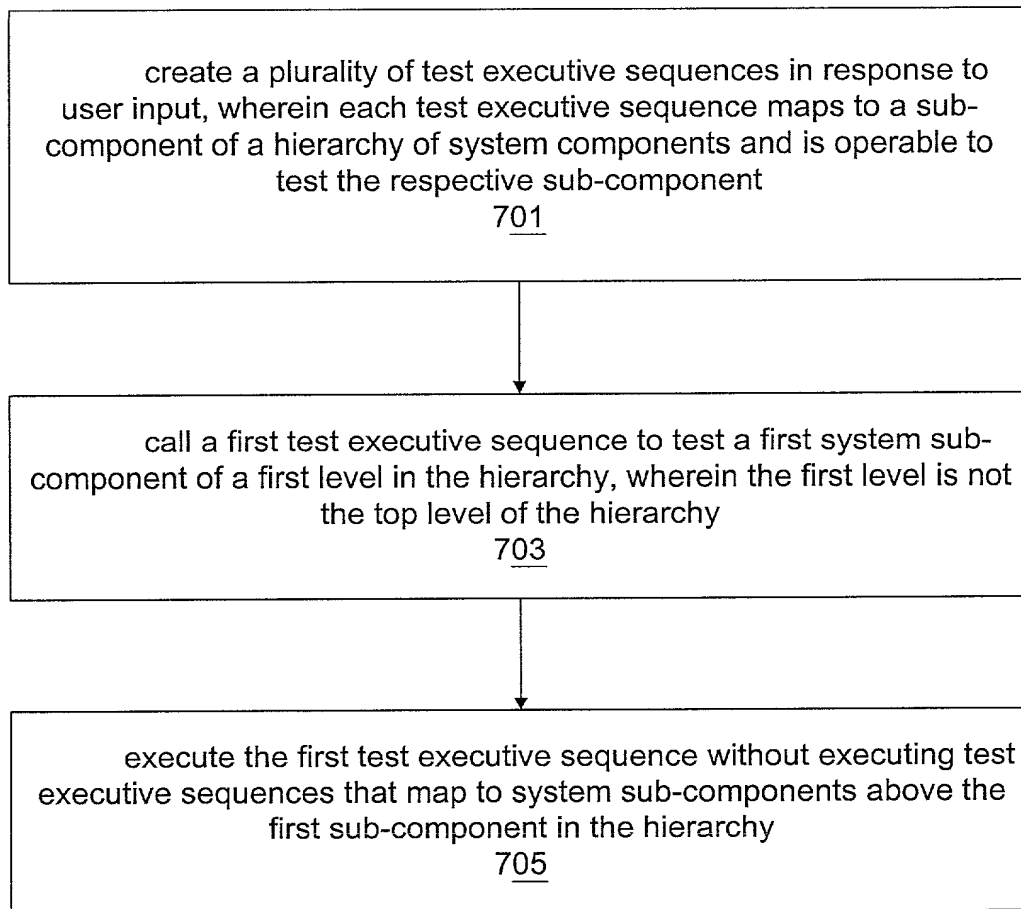 create a plurality of test executive sequences in response to
user input, wherein each test executive sequence maps to a sub-
component of a hierarchy of system components and is operable to
test the respective sub-component
701
call a first test executive sequence to test a first system sub-
component of a first level in the hierarchy, wherein the first level is not
the top level of the hierarchy
703
execute the first test executive sequence without executing test
executive sequences that map to system sub-components above the
first sub-component in the hierarchy
705